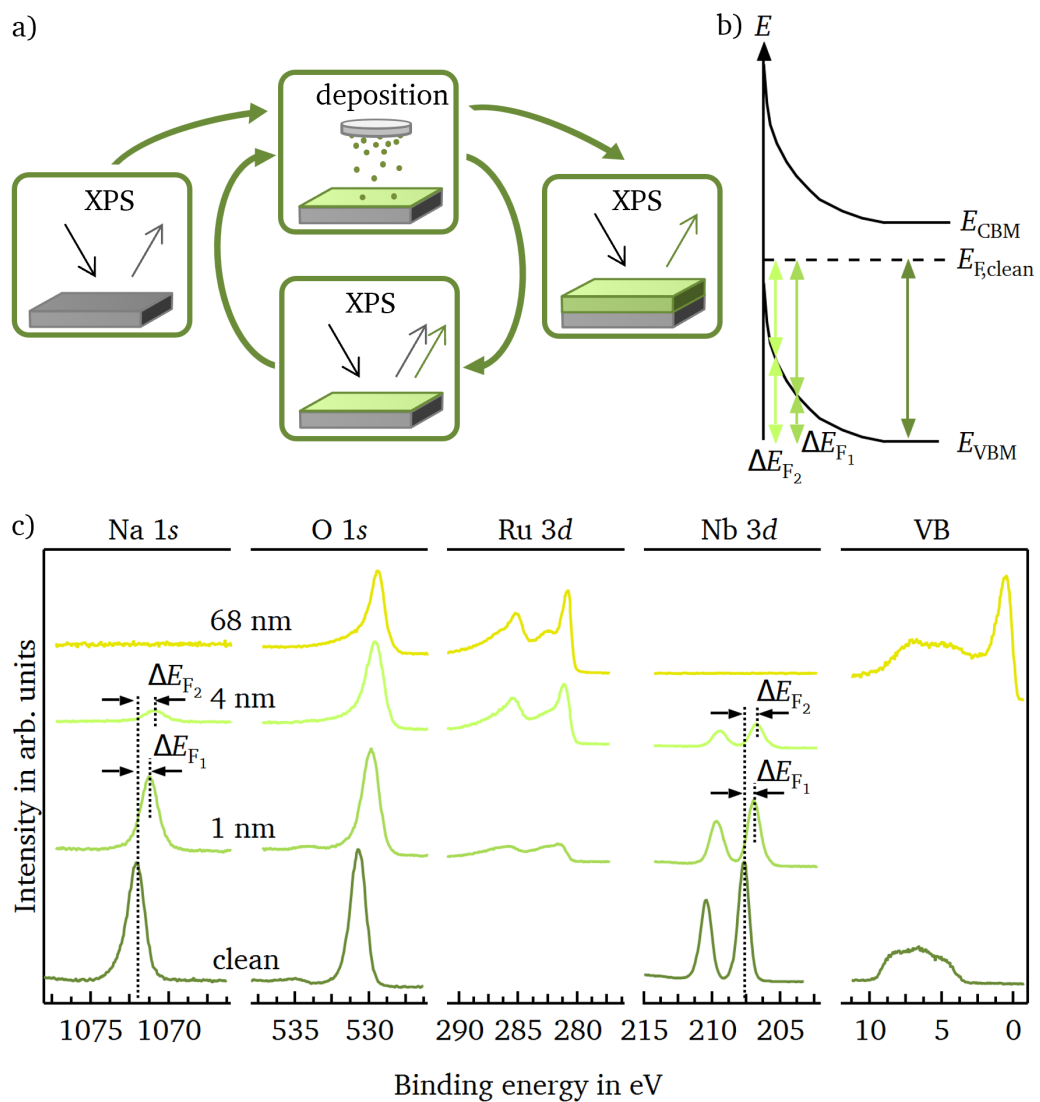 a)
XPS
deposition
XPS
XPS
b)
E
E_CBM
E_F,clean
E_VBM
ΔE_F₁
ΔE_F₂
c)
Na 1s
O 1s
Ru 3d
Nb 3d
VB
68 nm
ΔE_F₂
4 nm
ΔE_F₂
ΔE_F₁
ΔE_F₁
1 nm
clean
Intensity in arb. units
1075 1070 535 530 290 285 280 215 210 205 10 5 0
Binding energy in eV